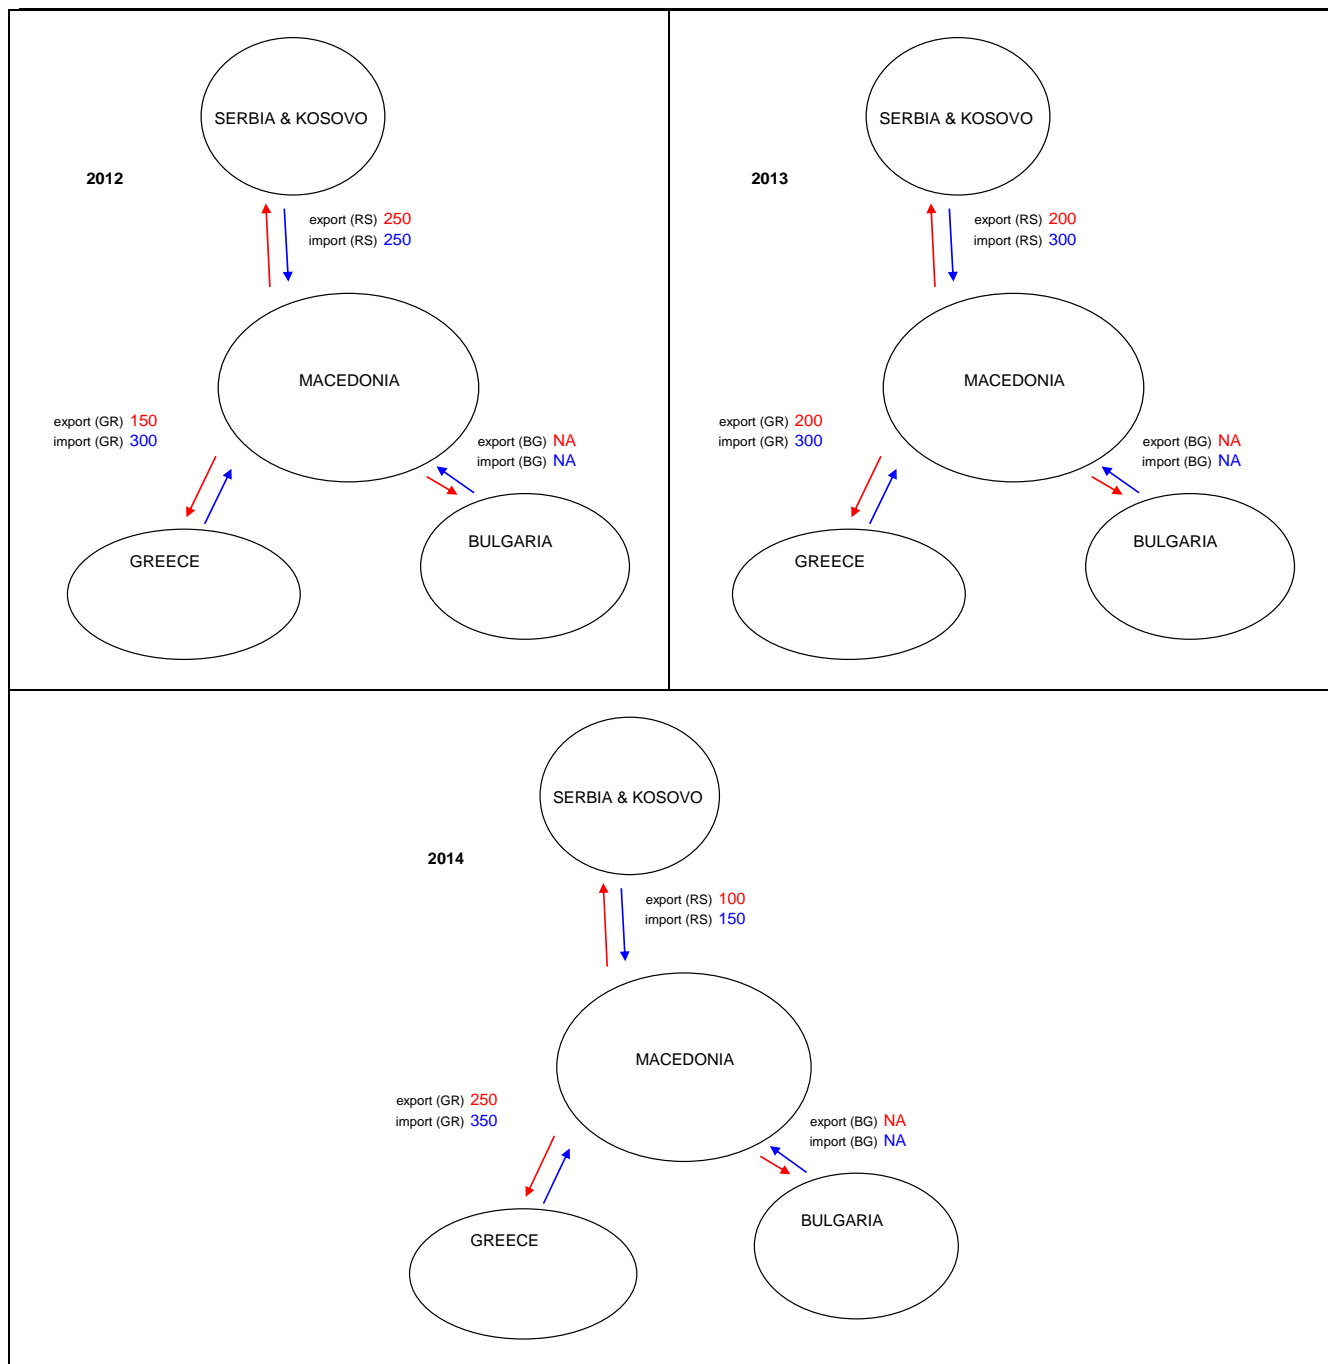 SERBIA & KOSOVO
2012
export (RS) 250
import (RS) 250
MACEDONIA
export (GR) 150
import (GR) 300
export (BG) NA
import (BG) NA
GREECE
BULGARIA
SERBIA & KOSOVO
2013
export (RS) 200
import (RS) 300
MACEDONIA
export (GR) 200
import (GR) 300
export (BG) NA
import (BG) NA
GREECE
BULGARIA
SERBIA & KOSOVO
2014
export (RS) 100
import (RS) 150
MACEDONIA
export (GR) 250
import (GR) 350
export (BG) NA
import (BG) NA
GREECE
BULGARIA